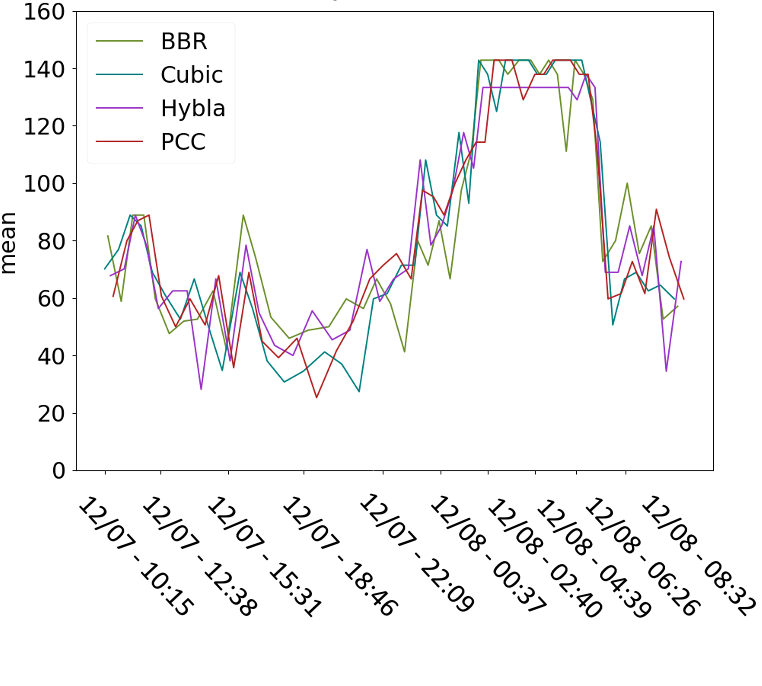 160
140
120
100
80
60
40
20
0
mean
BBR
Cubic
Hybla
PCC
12/07 - 10:15
12/07 - 12:38
12/07 - 15:31
12/07 - 18:46
12/07 - 22:09
12/08 - 00:37
12/08 - 02:40
12/08 - 04:39
12/08 - 06:26
12/08 - 08:32